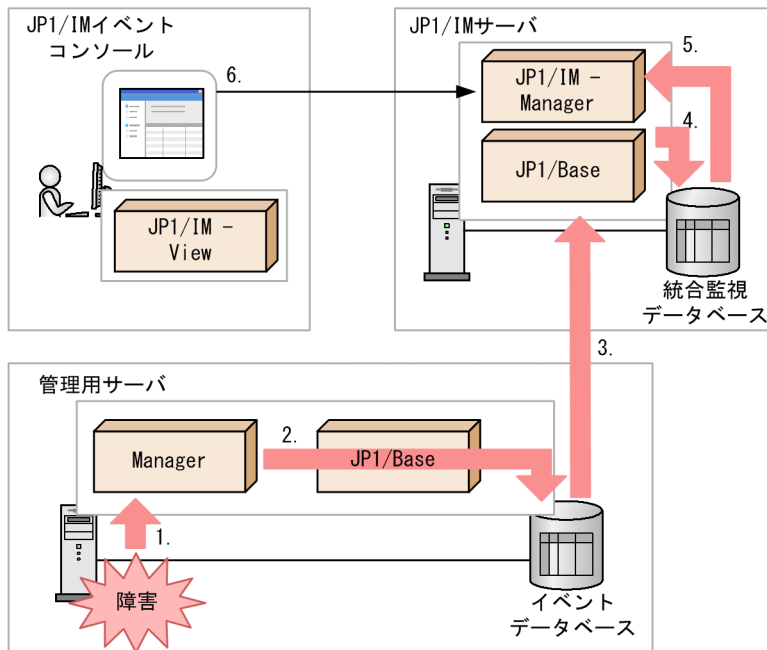 JP1/IMイベント
コンソール
6.
JP1/IM -
View
JP1/IMサーバ
5.
JP1/IM -
Manager
4.
JP1/Base
統合監視
データベース
3.
管理用サーバ
2.
Manager
JP1/Base
1.
障害
イベント
データベース